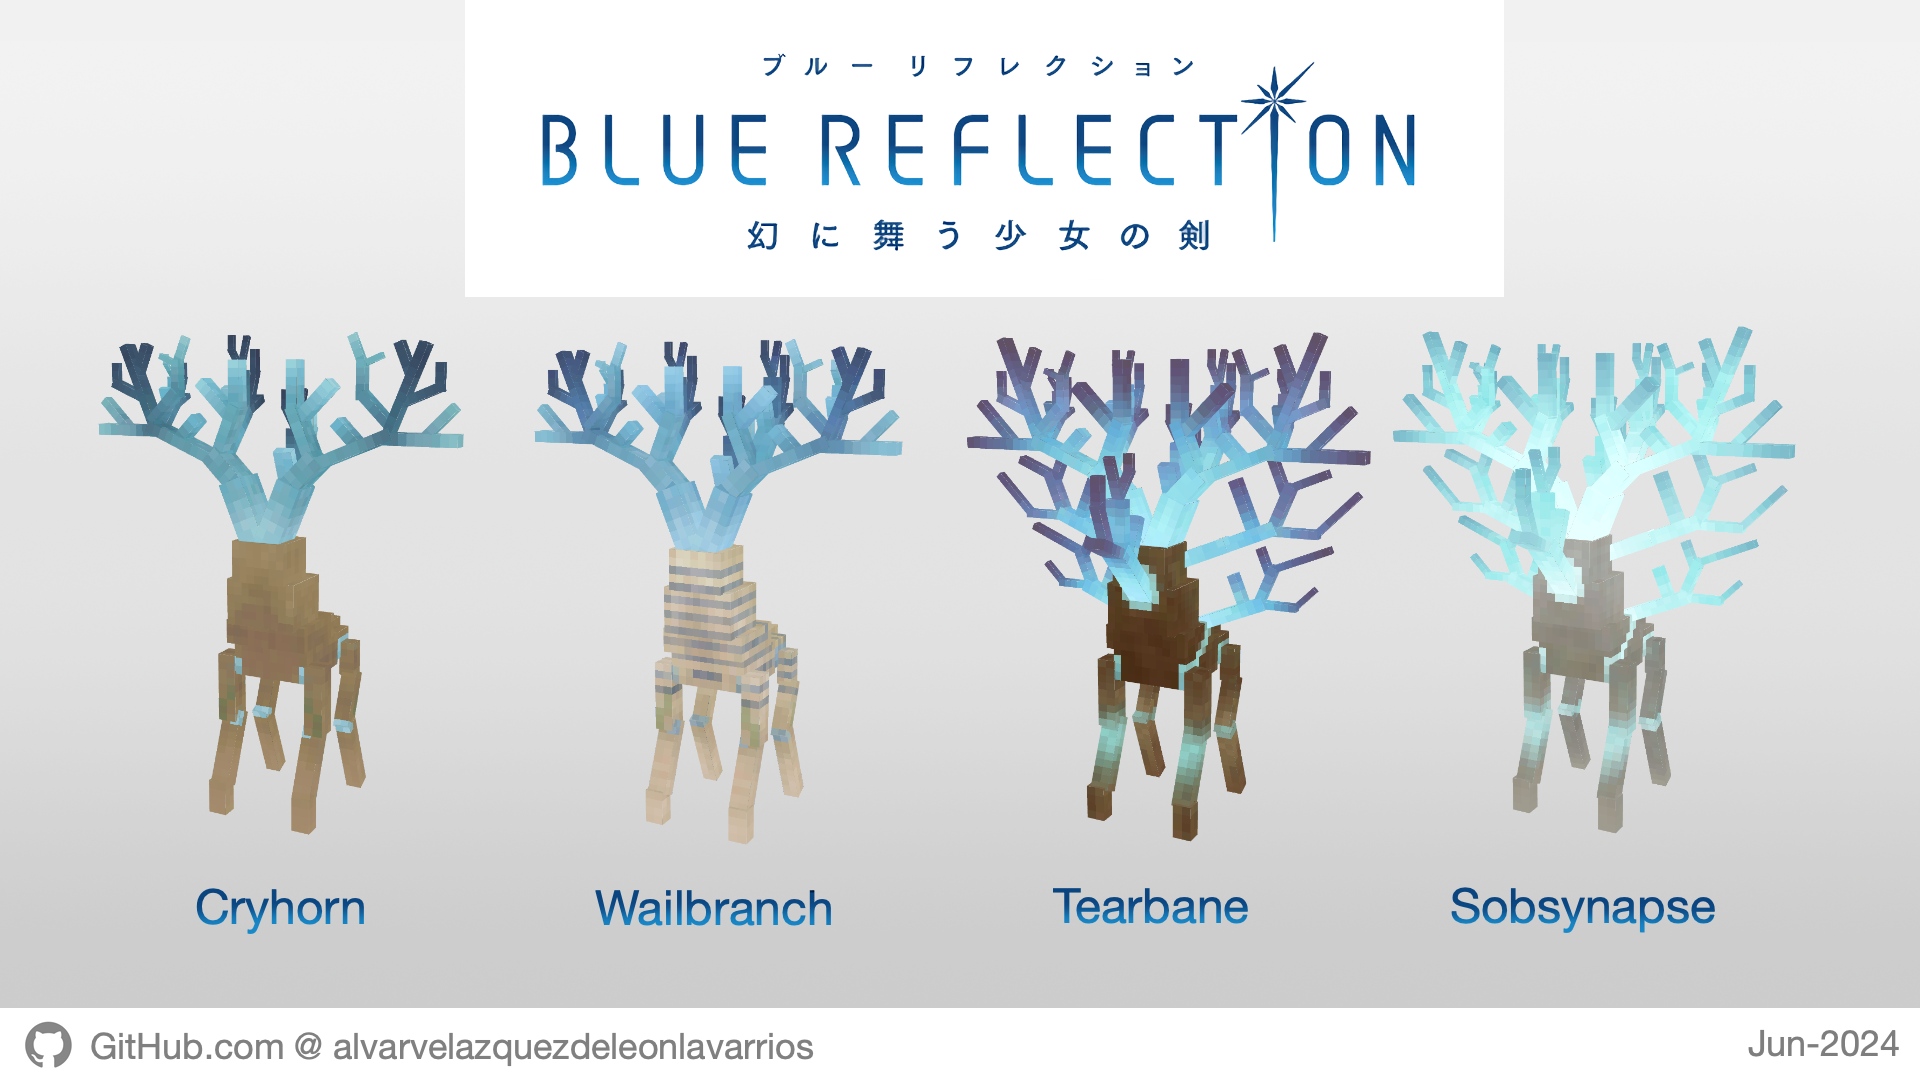 ブルーリフレクション
BLUE REFLECTION
幻に舞う少女の剣
Cryhorn
Wailbranch
Tearbane
Sobsynapse
GitHub.com @ alvarvelazquezdeleonlavarrios
Jun-2024